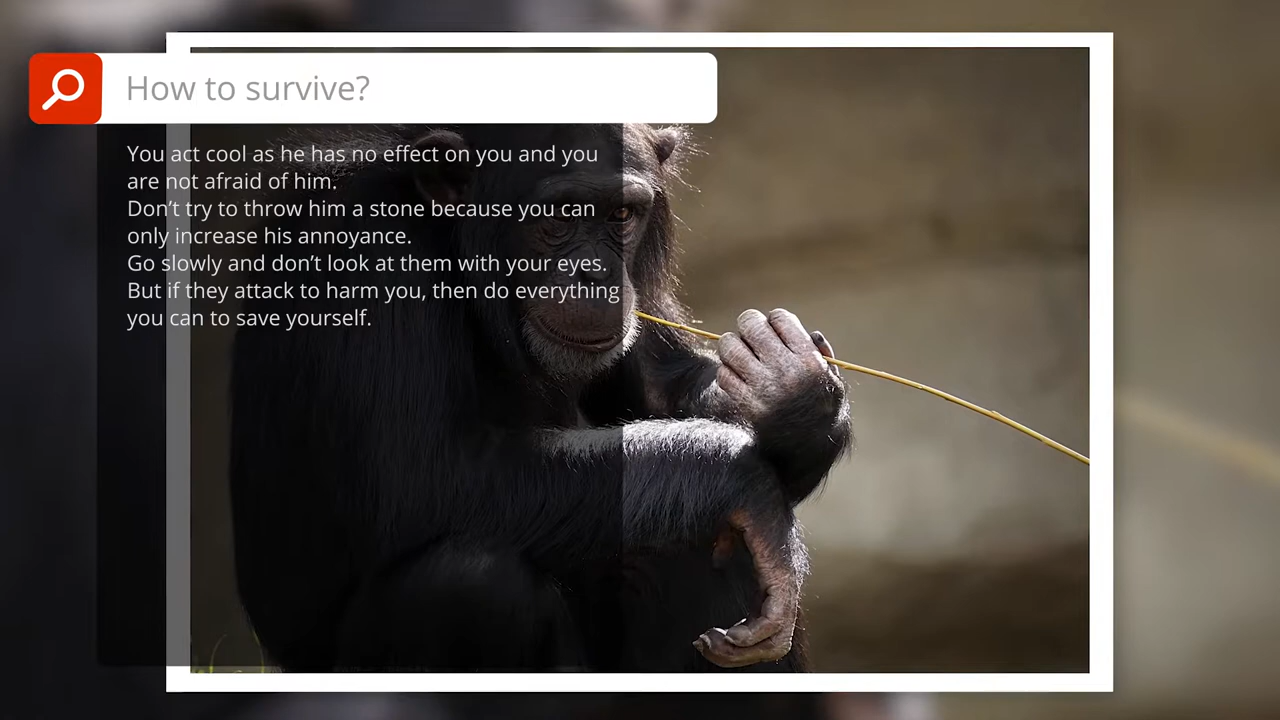 How to survive?
You act cool as he has no effect on you and you
are not afraid of him.
Don’t try to throw him a stone because you can
only increase his annoyance.
Go slowly and don’t look at them with your eyes.
But if they attack to harm you, then do everything
you can to save yourself.